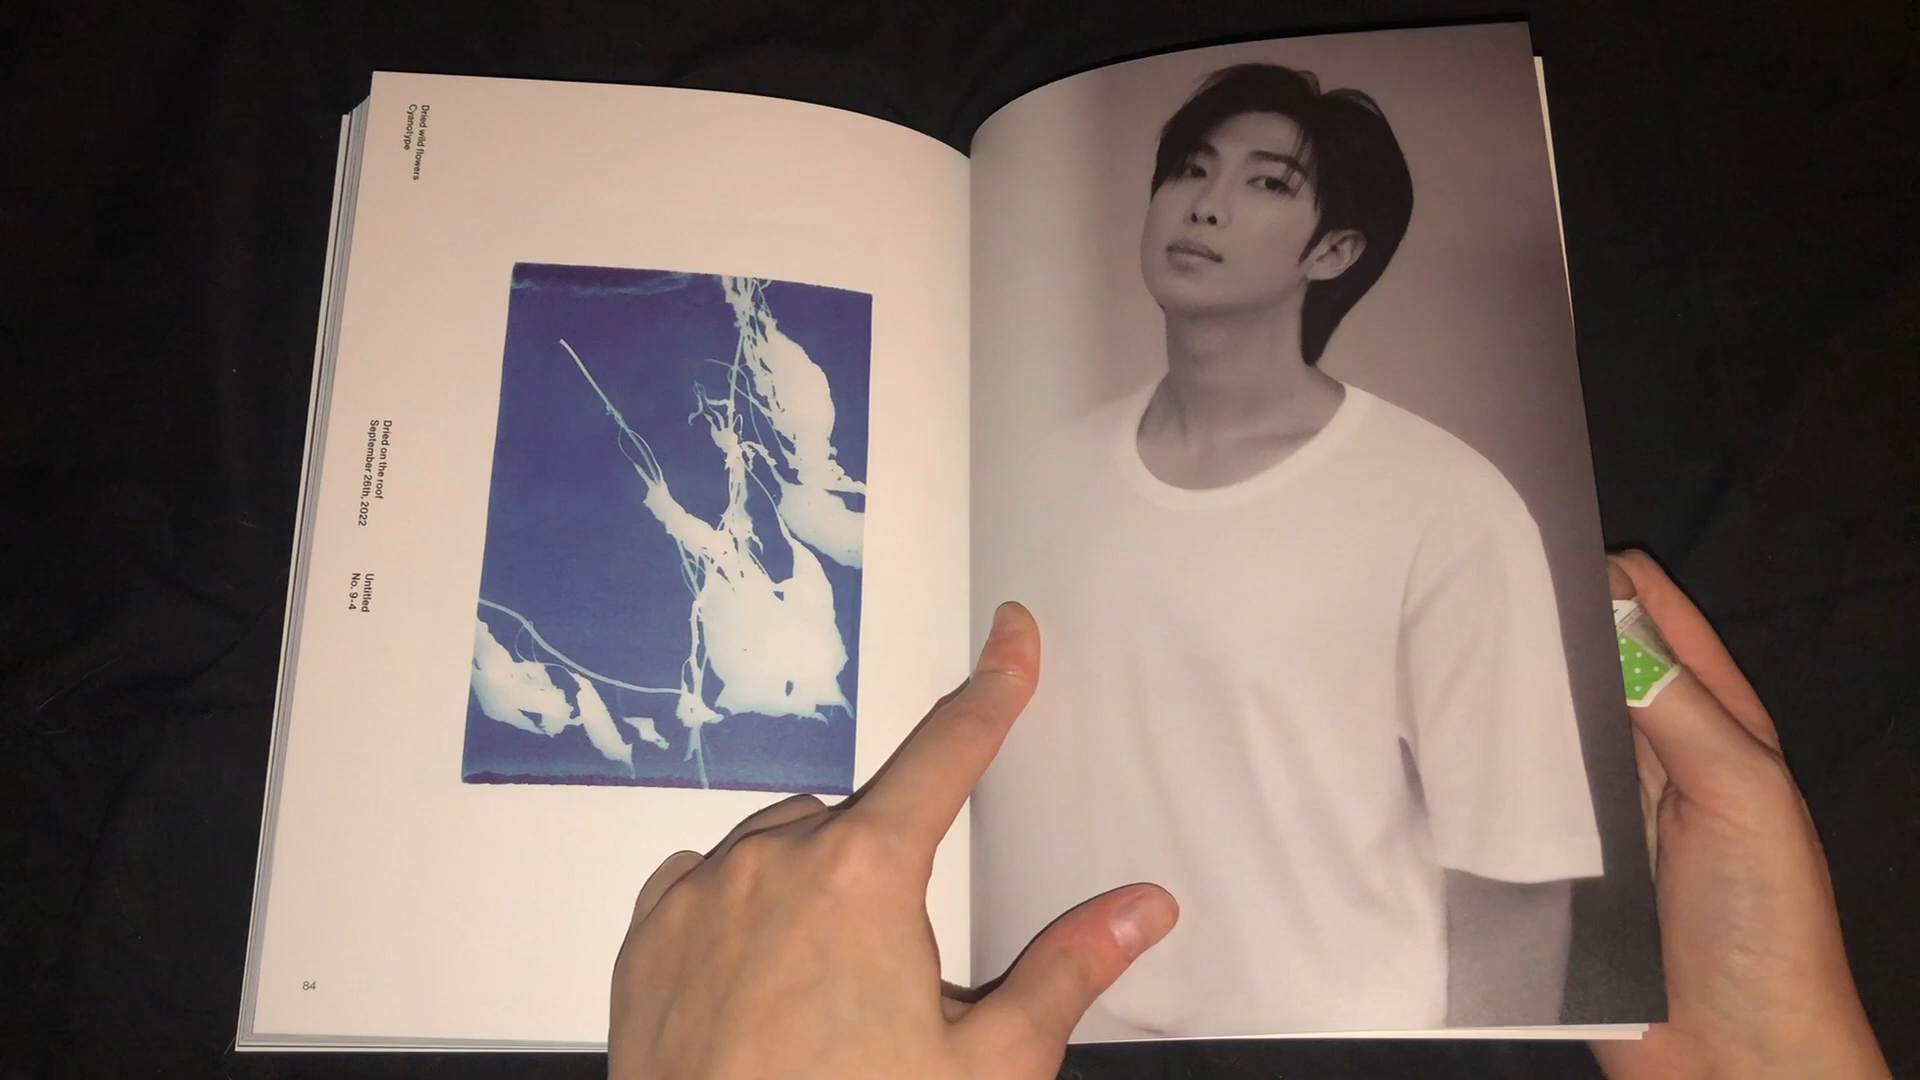 Dried wild flowers
Cyanotype
Dried on the roof
September 26th, 2022
Untitled
No. 9-4
84